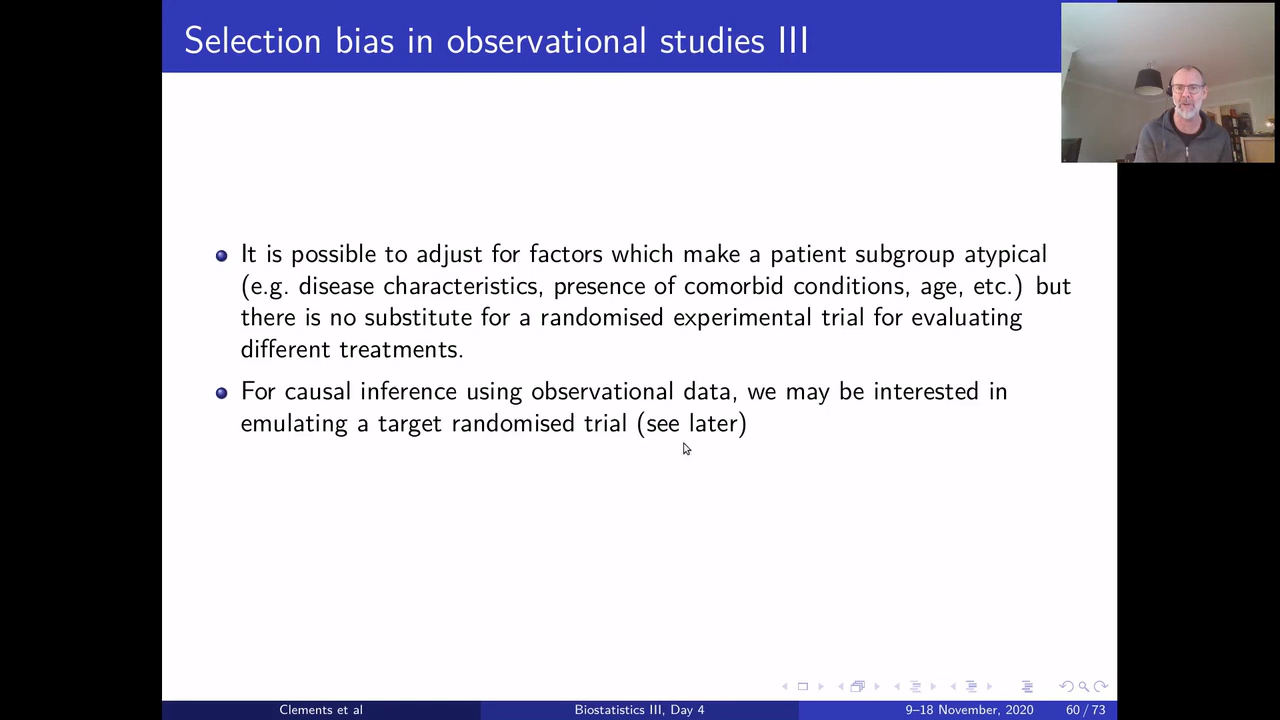 Selection bias in observational studies III
It is possible to adjust for factors which make a patient subgroup atypical
(e.g. disease characteristics, presence of comorbid conditions, age, etc.) but
there is no substitute for a randomised experimental trial for evaluating
different treatments.
For causal inference using observational data, we may be interested in
emulating a target randomised trial (see later)
Clements et al
Biostatistics III, Day 4
9–18 November, 2020
60 / 73